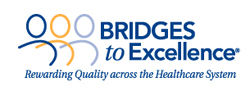 BRIDGES
to Excellence®
Rewarding Quality across the Healthcare System